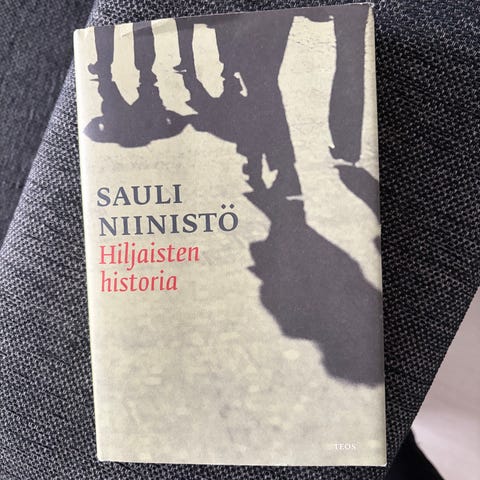 SAULI
NIINISTÖ
Hiljaisten
historia
TEOS